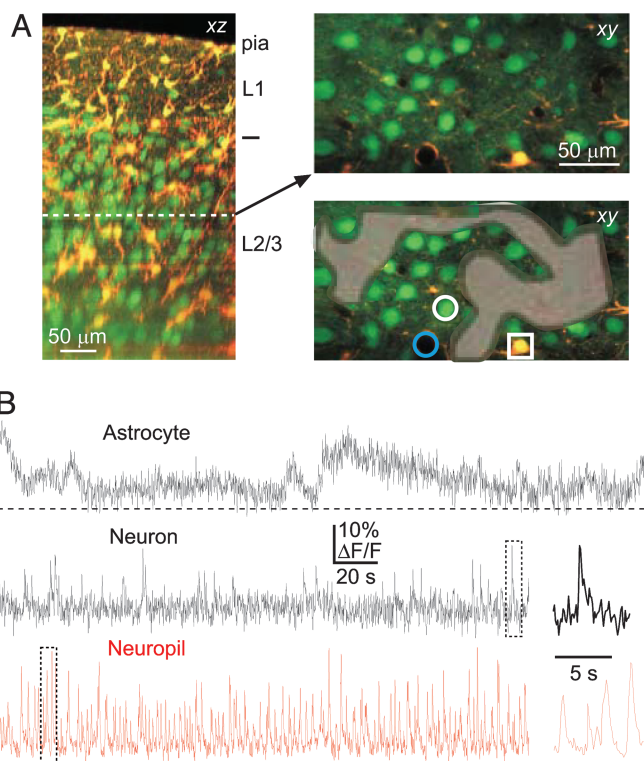 A
xz
pia
L1
L2/3
50 μm
xy
50 μm
xy
B
Astrocyte
Neuron
10%
ΔF/F
20 s
Neuropil
5 s